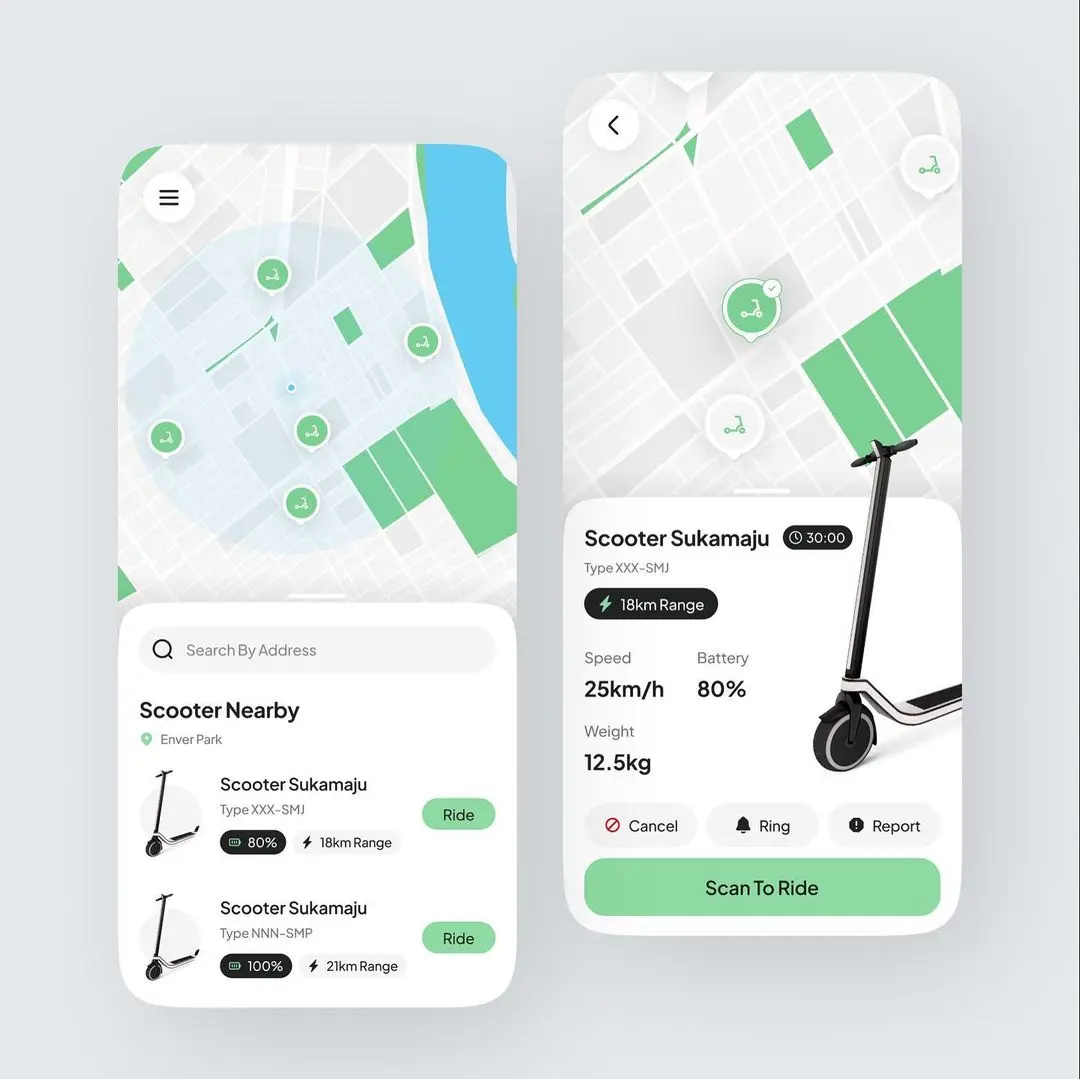 Search By Address
Scooter Nearby
Enver Park
Scooter Sukamaju
Type XXX-SMJ
80% 18km Range
Ride
Scooter Sukamaju
Type NNN-SMP
100% 21km Range
Ride
Scooter Sukamaju 30:00
Type XXX-SMJ
18km Range
Speed Battery
25km/h 80%
Weight
12.5kg
Cancel Ring Report
Scan To Ride